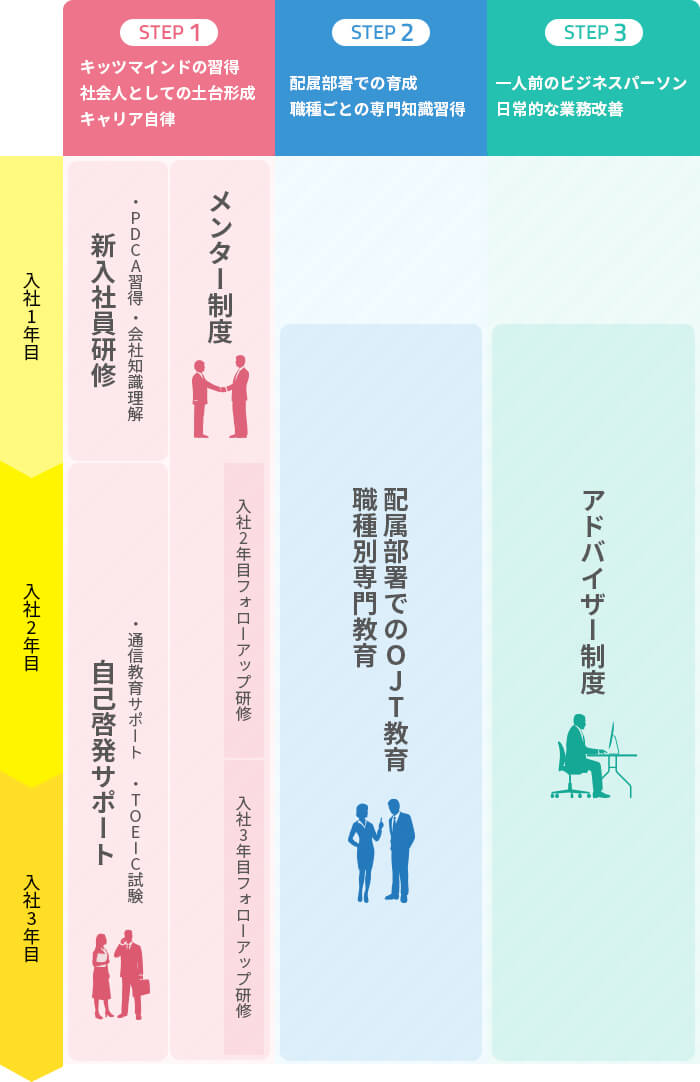 STEP 1
キッツマインドの習得
社会人としての土台形成
キャリア自律
STEP 2
配属部署での育成
職種ごとの専門知識習得
STEP 3
一人前のビジネスパーソン
日常的な業務改善
入社1年目
入社2年目
入社3年目
メンター制度
・PDCA習得・会社知識理解
新入社員研修
入社2年目フォローアップ研修
入社3年目フォローアップ研修
・通信教育サポート ・TOEIC試験
自己啓発サポート
配属部署でのOJT教育
職種別専門教育
アドバイザー制度